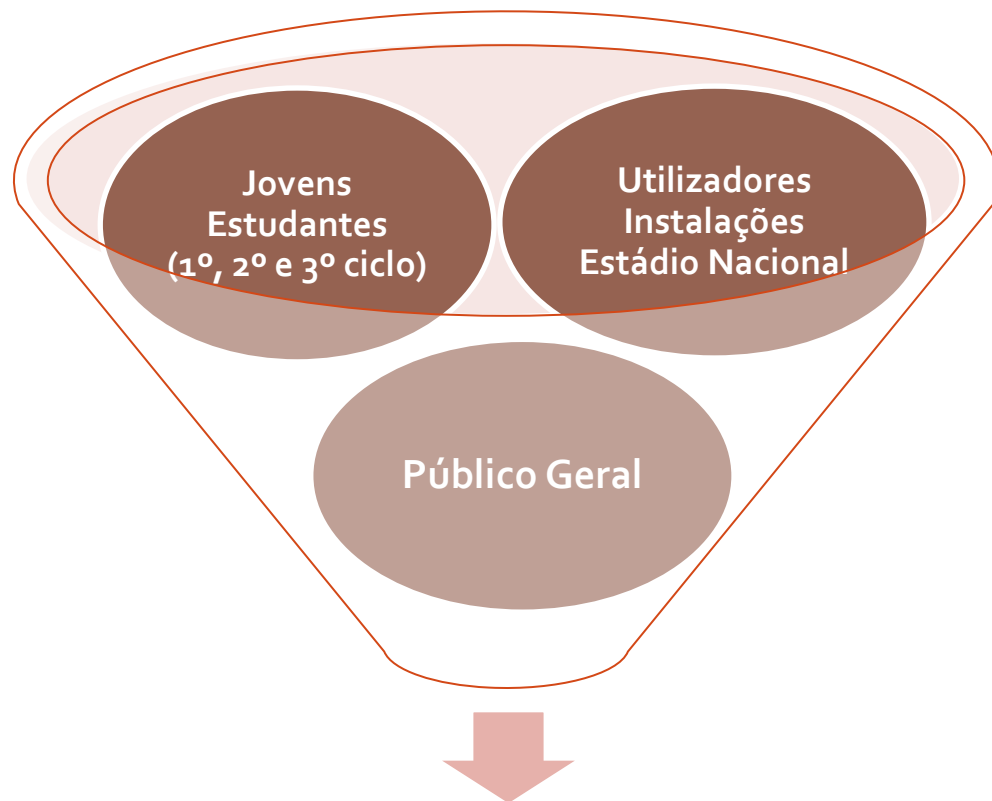 Jovens
Estudantes
(1º, 2º e 3º ciclo)
Utilizadores
Instalações
Estádio Nacional
Público Geral